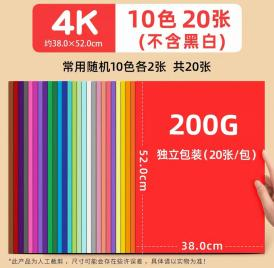 4K
约38.0×52.0cm
10色 20张
(不含黑白)
常用随机10色各2张 共20张
200G
独立包装(20张/包)
52.0cm
38.0cm
*此产品为人工裁剪，尺寸可能会存在些许误差，具体请以实物为准！